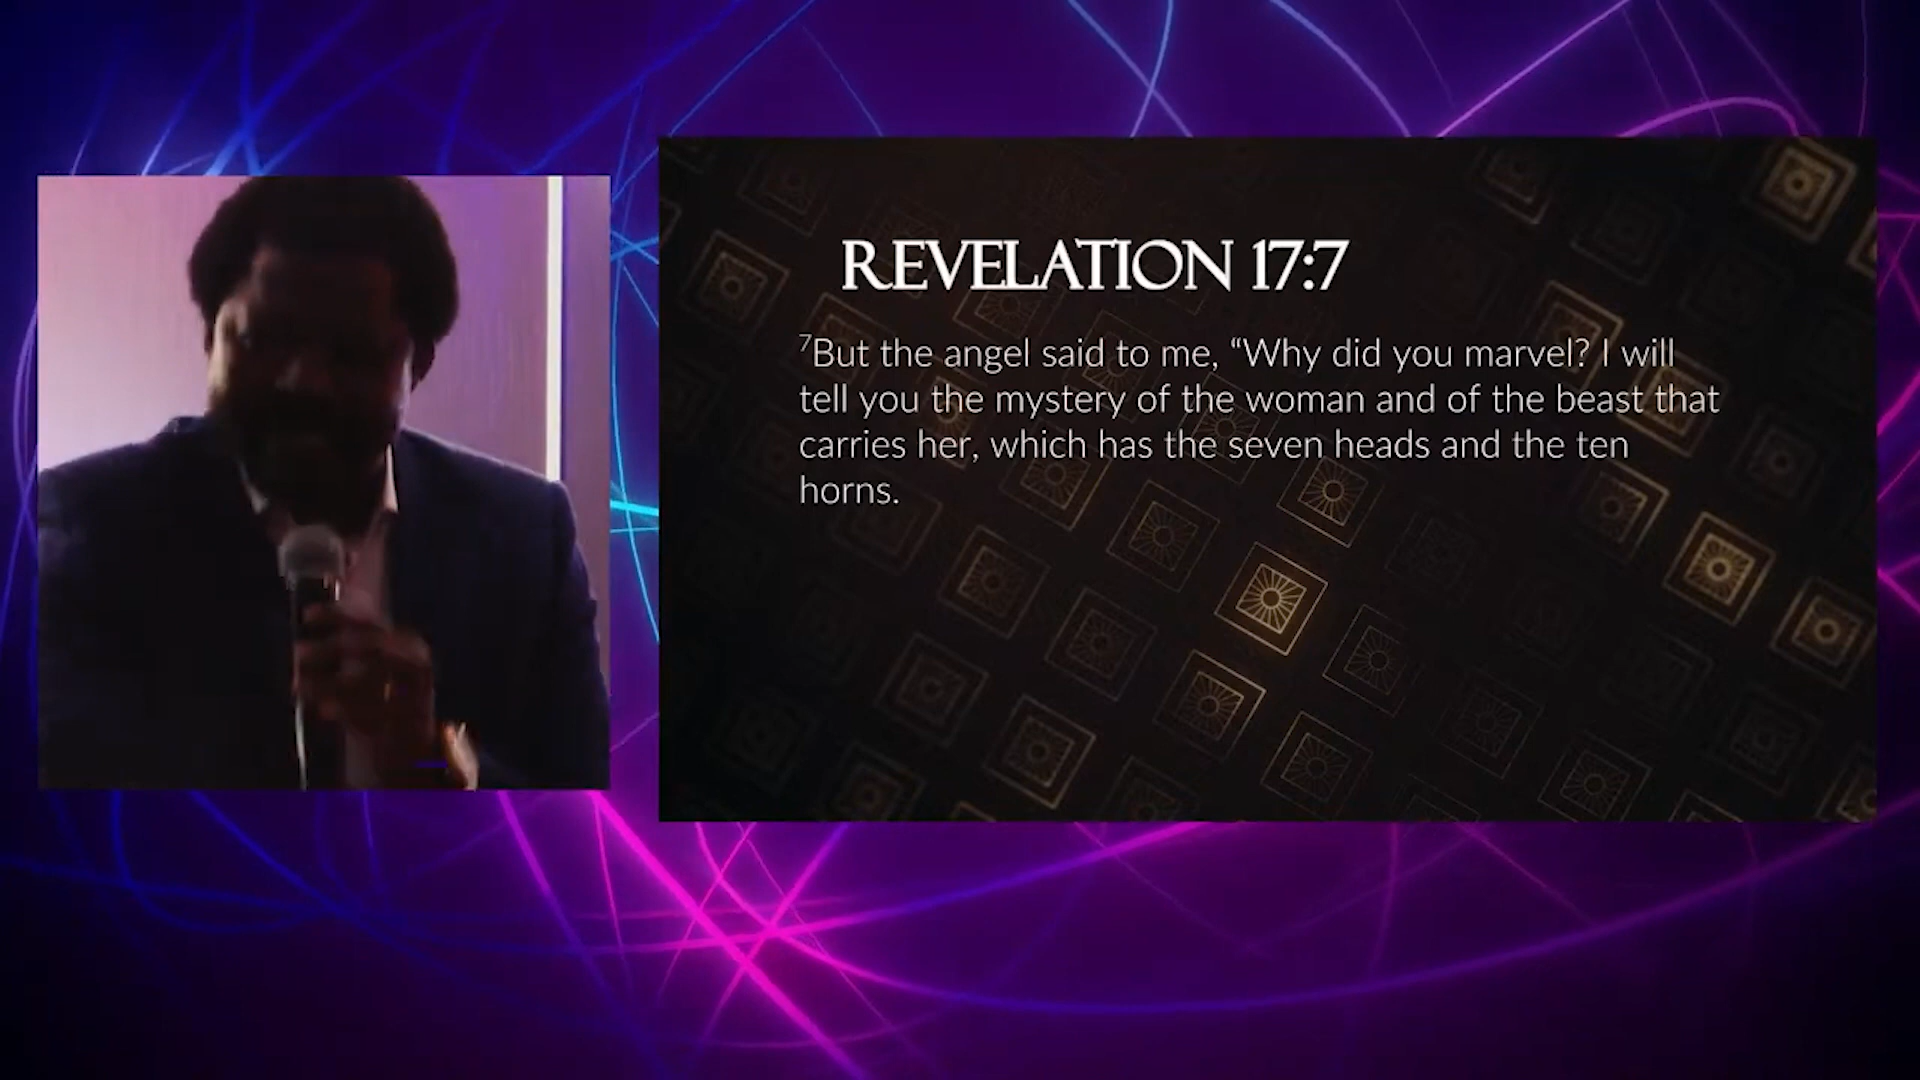 REVELATION 17:7
⁷But the angel said to me, “Why did you marvel? I will
tell you the mystery of the woman and of the beast that
carries her, which has the seven heads and the ten
horns.